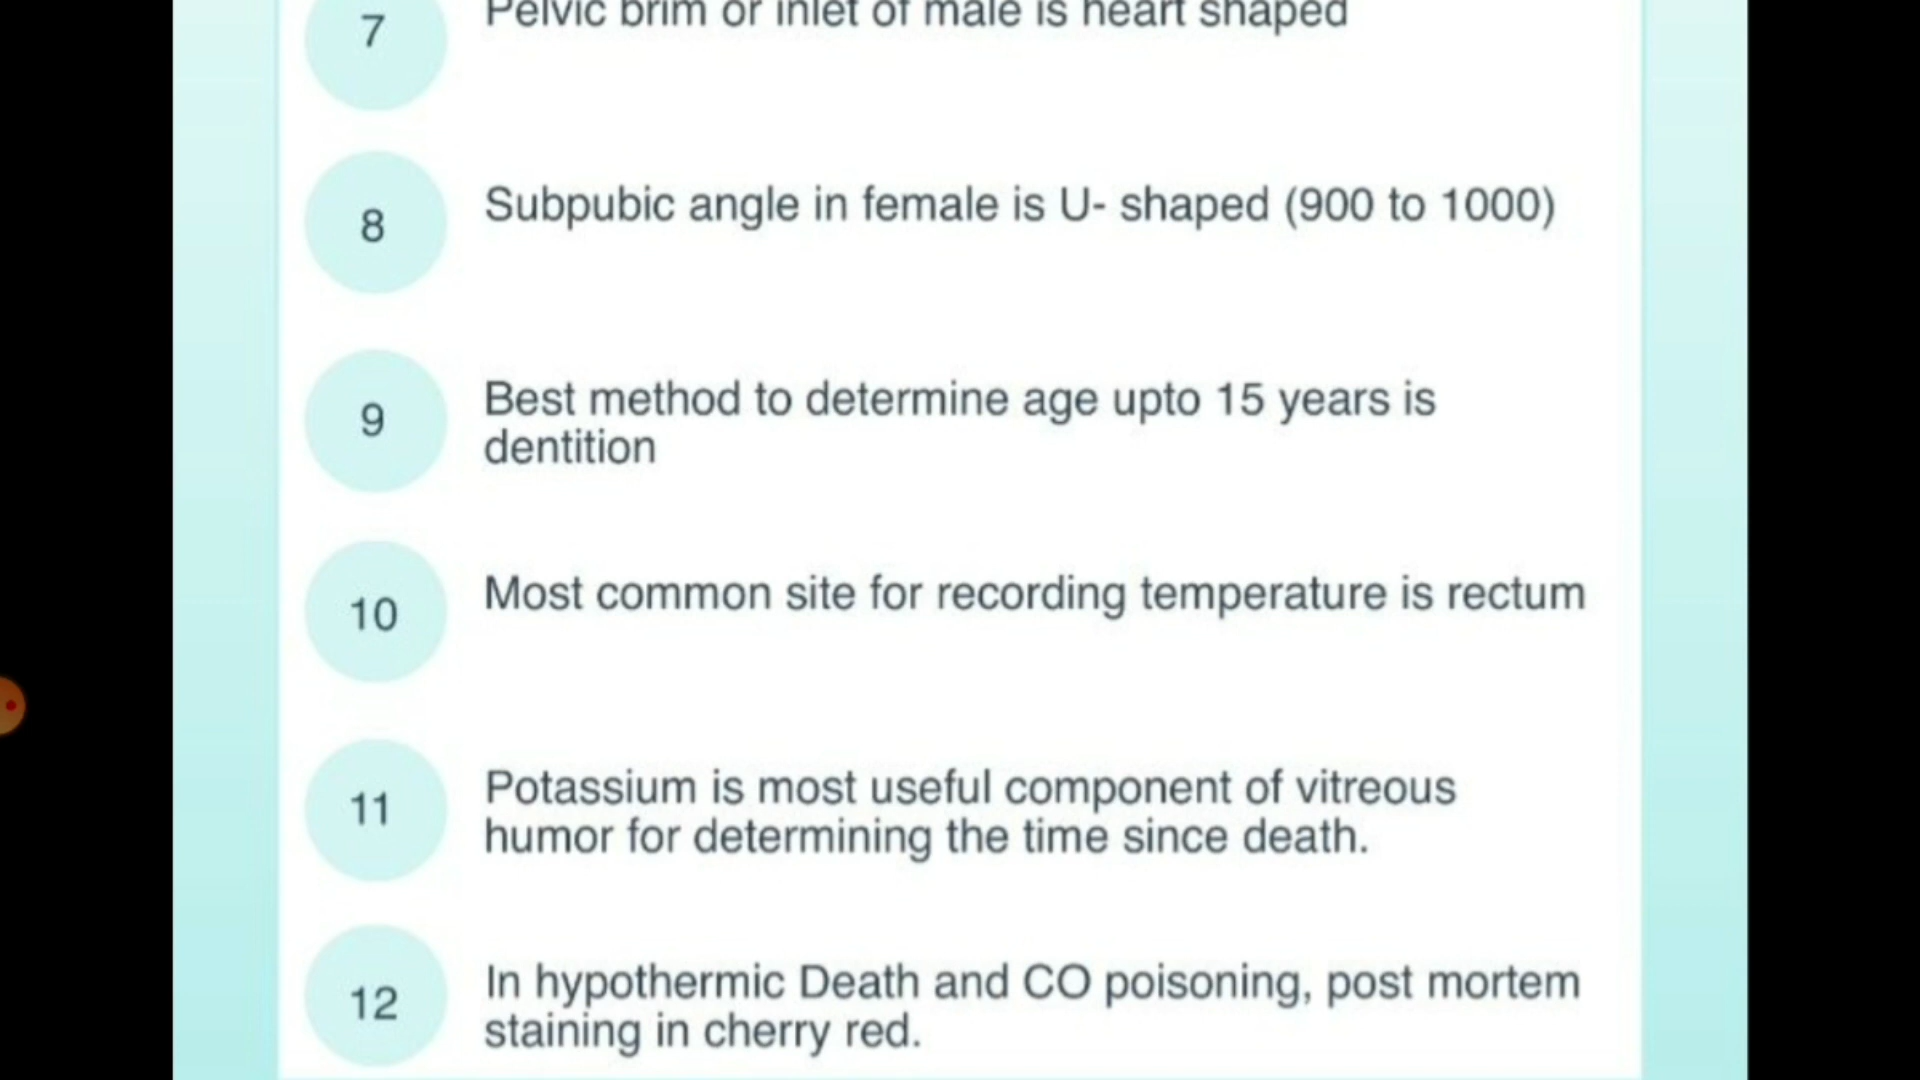 7
Pelvic brim or inlet of male is heart shaped
8
Subpubic angle in female is U- shaped (900 to 1000)
9
Best method to determine age upto 15 years is
dentition
10
Most common site for recording temperature is rectum
11
Potassium is most useful component of vitreous
humor for determining the time since death.
12
In hypothermic Death and CO poisoning, post mortem
staining in cherry red.